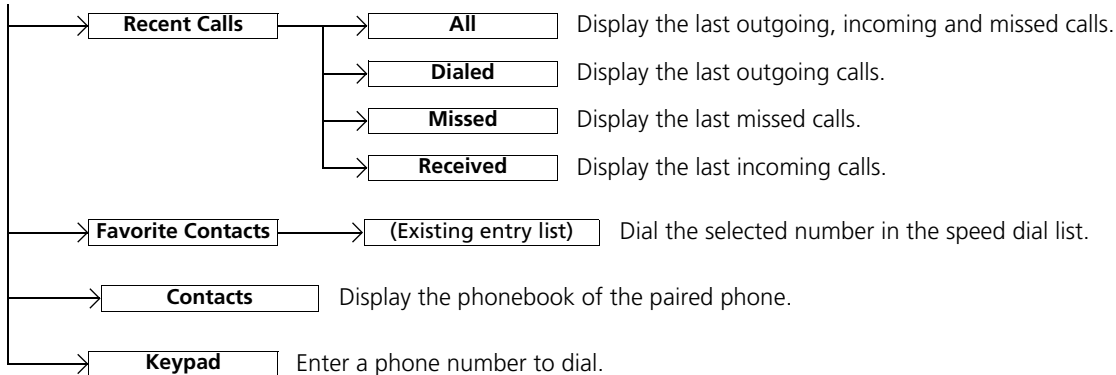 Recent Calls All Display the last outgoing, incoming and missed calls.
Dialed Display the last outgoing calls.
Missed Display the last missed calls.
Received Display the last incoming calls.
Favorite Contacts (Existing entry list) Dial the selected number in the speed dial list.
Contacts Display the phonebook of the paired phone.
Keypad Enter a phone number to dial.